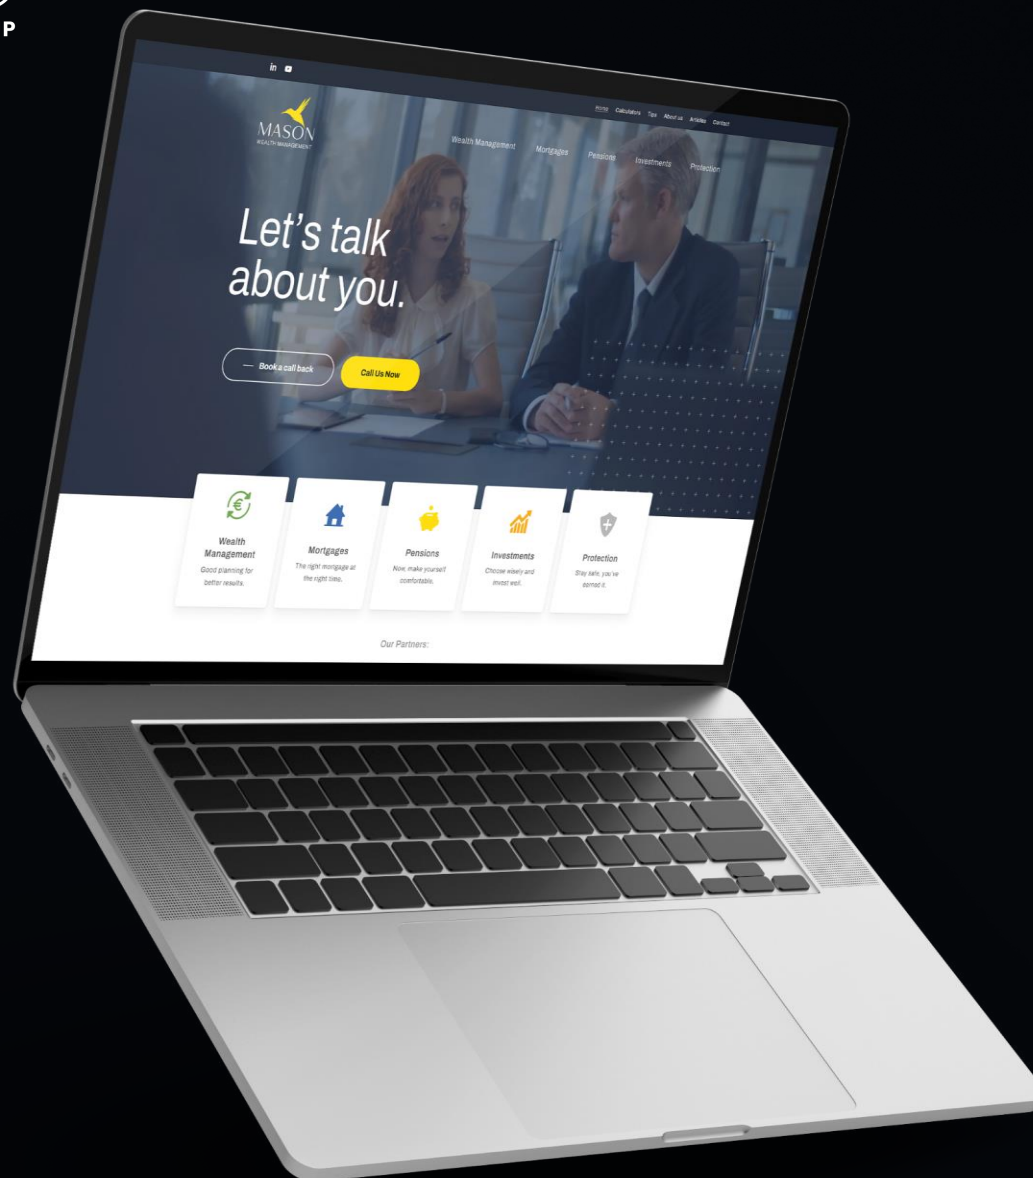 P
in
MASON
WEALTH MANAGEMENT
Home Calculators Tips About us Articles Contact
Wealth Management Mortgages Pensions Investments Protection
Let's talk
about you.
— Book a call back
Call Us Now
Wealth
Management
Good planning for
better results.
Mortgages
The right mortgage at
the right time.
Pensions
Now, make yourself
comfortable.
Investments
Choose wisely and
invest well.
Protection
Stay safe, you've
earned it.
Our Partners: